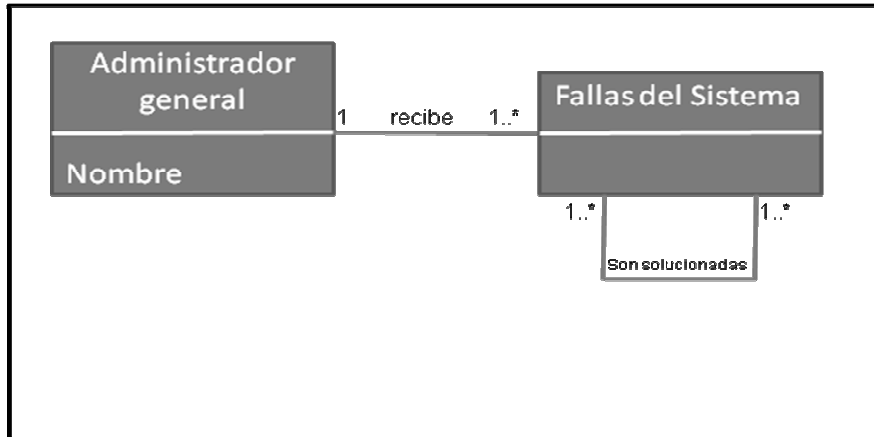 Administrador
general
Nombre
1 recibe 1..*
Fallas del Sistema
1..* 1..*
Son solucionadas